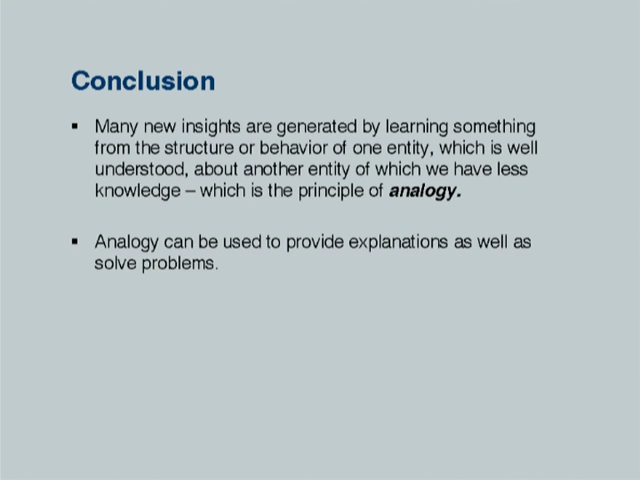 Conclusion
▪ Many new insights are generated by learning something
from the structure or behavior of one entity, which is well
understood, about another entity of which we have less
knowledge – which is the principle of analogy.
▪ Analogy can be used to provide explanations as well as
solve problems.